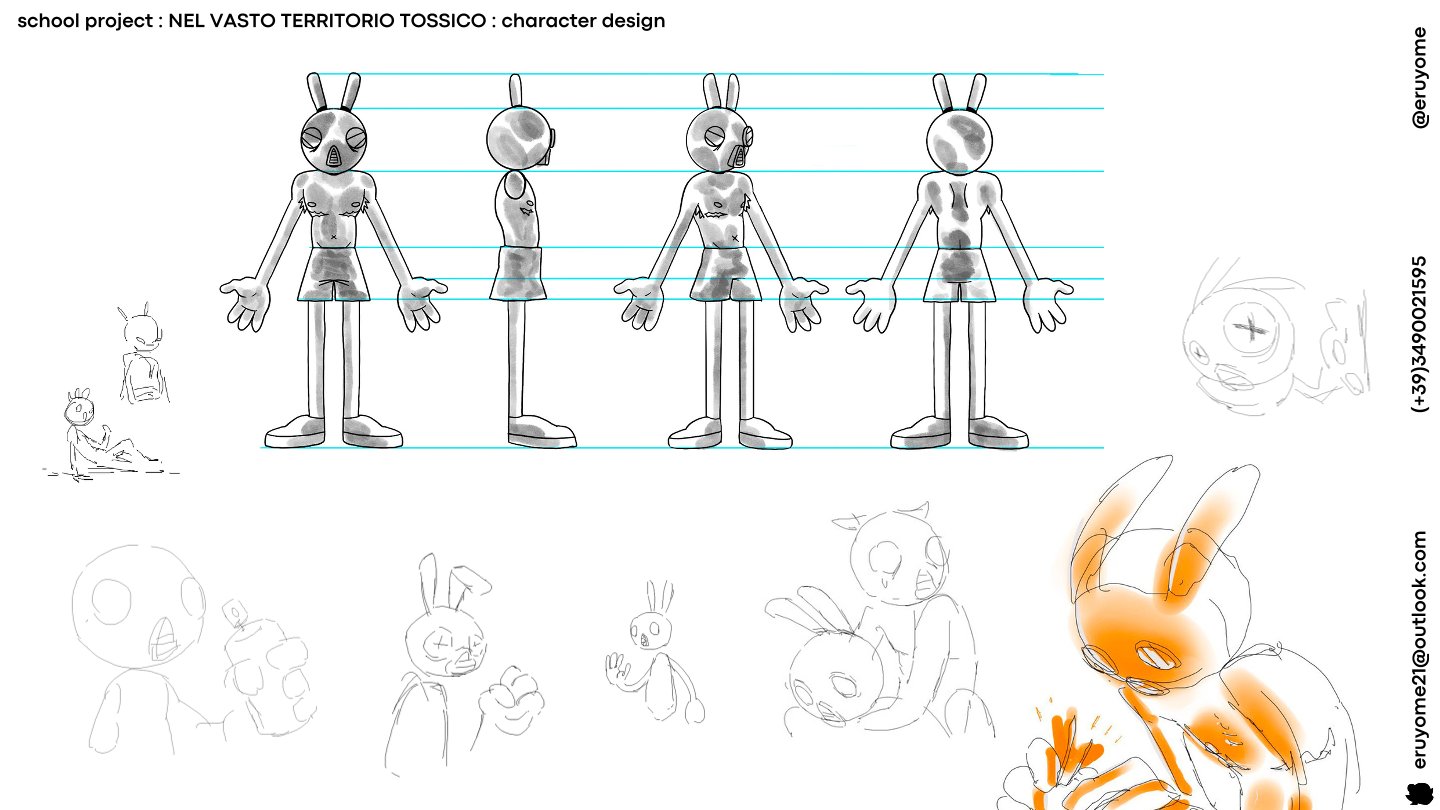 school project : NEL VASTO TERRITORIO TOSSICO : character design
@eruyome
(+39)3490021595
eruyome21@outlook.com